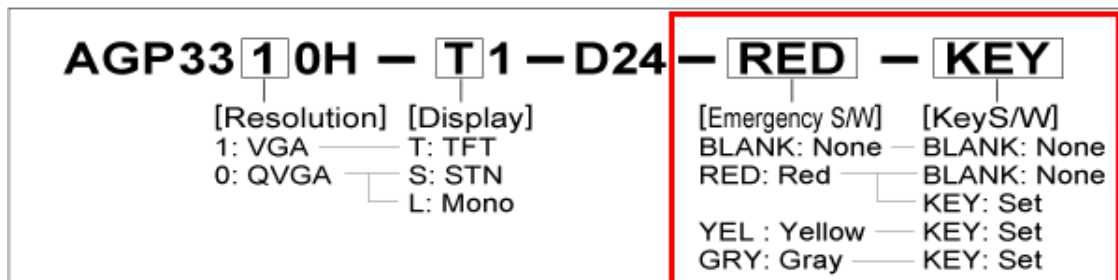 AGP3310H — T1 — D24 — RED — KEY
[Resolution] [Display] [Emergency S/W] [KeyS/W]
1: VGA T: TFT BLANK: None BLANK: None
0: QVGA S: STN RED: Red BLANK: None
L: Mono KEY: Set
YEL : Yellow KEY: Set
GRY: Gray KEY: Set